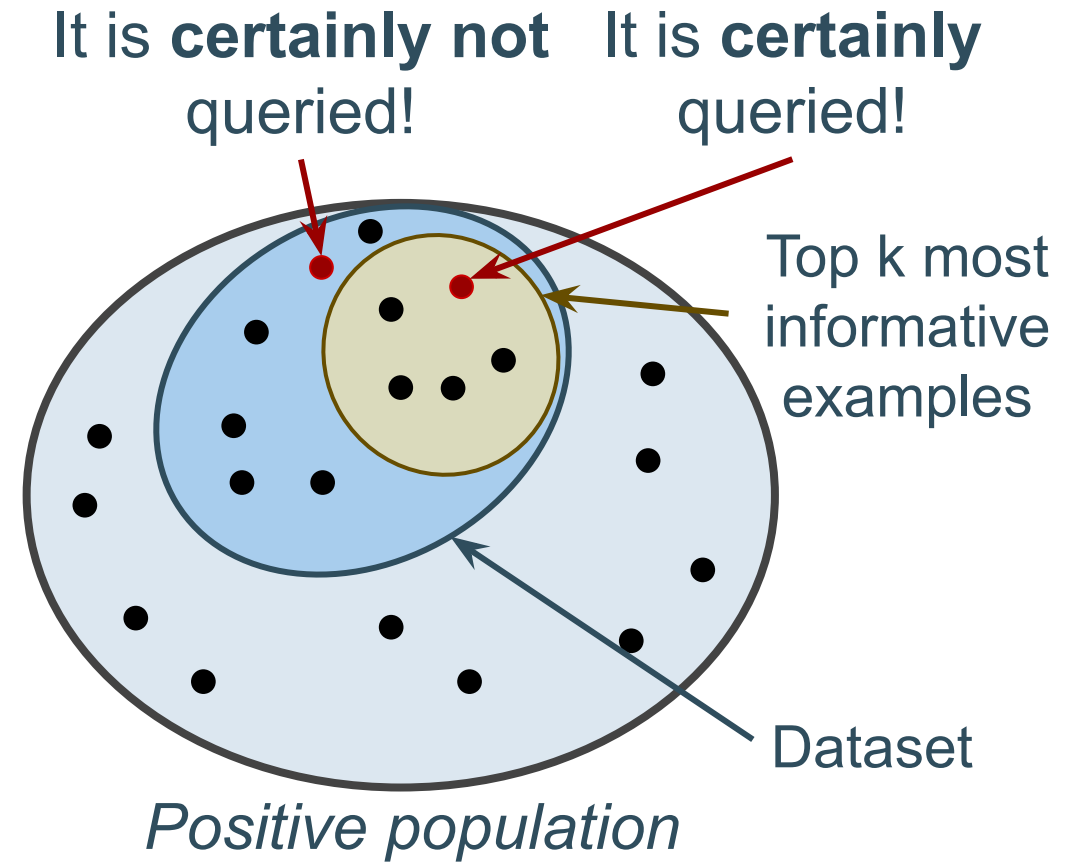 It is certainly not
queried!
It is certainly
queried!
Top k most
informative
examples
Dataset
Positive population